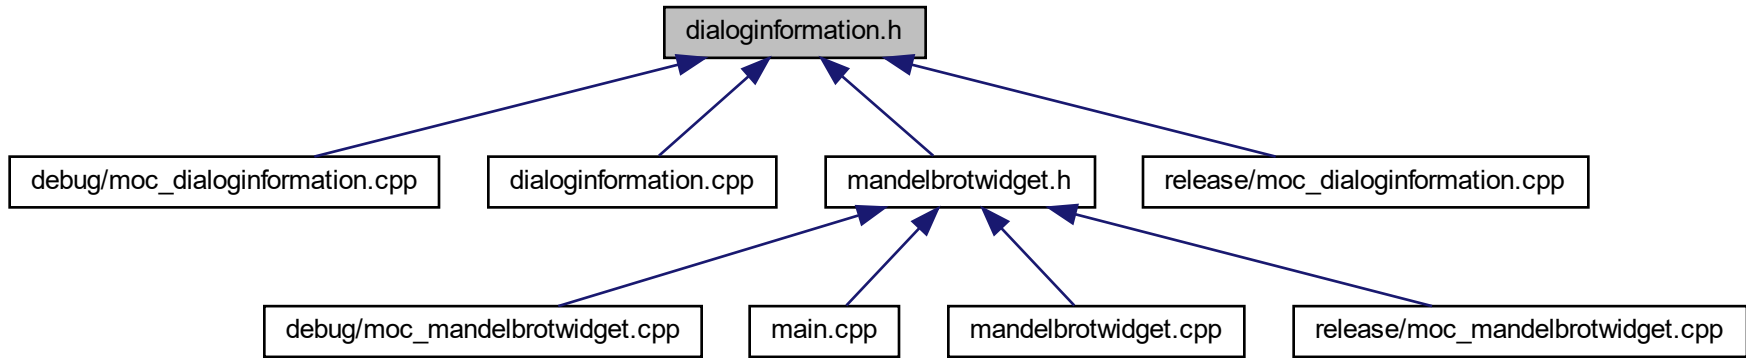 dialoginformation.h
debug/moc_dialoginformation.cpp
dialoginformation.cpp
mandelbrotwidget.h
release/moc_dialoginformation.cpp
debug/moc_mandelbrotwidget.cpp
main.cpp
mandelbrotwidget.cpp
release/moc_mandelbrotwidget.cpp